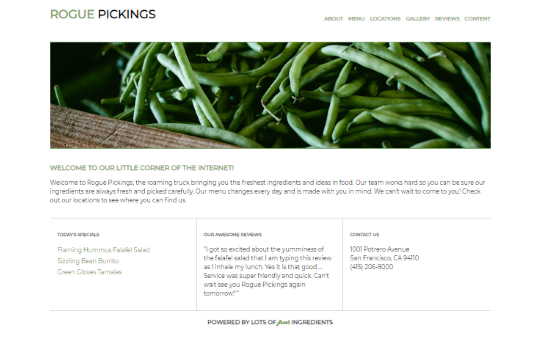 ROGUE PICKINGS
ABOUT MENU LOCATIONS GALLERY REVIEWS CONTENT
WELCOME TO OUR LITTLE CORNER OF THE INTERNET!
Welcome to Rogue Pickings, the roaming truck bringing you the freshest ingredients and ideas in food. Our team works hard so you can be sure our
ingredients are always fresh and picked carefully. Our menu changes every day and is made with you in mind. We can't wait to come to you! Check
out our locations to see where you can find us.
TODAY'S SPECIALS
Flaming Hummus Falafel Salad
Sizzling Bean Burrito
Green Gloves Tamales
OUR AWESOME REVIEWS
"I got so excited about the yumminess of
the falafel salad that I am typing this review
as I inhale my lunch. Yes it is that good....
Service was super friendly and quick. Can't
wait see you Rogue Pickings again
tomorrow!"
CONTACT US
1001 Potrero Avenue
San Francisco, CA 94110
(415) 206-8000
POWERED BY LOTS OF fresh INGREDIENTS